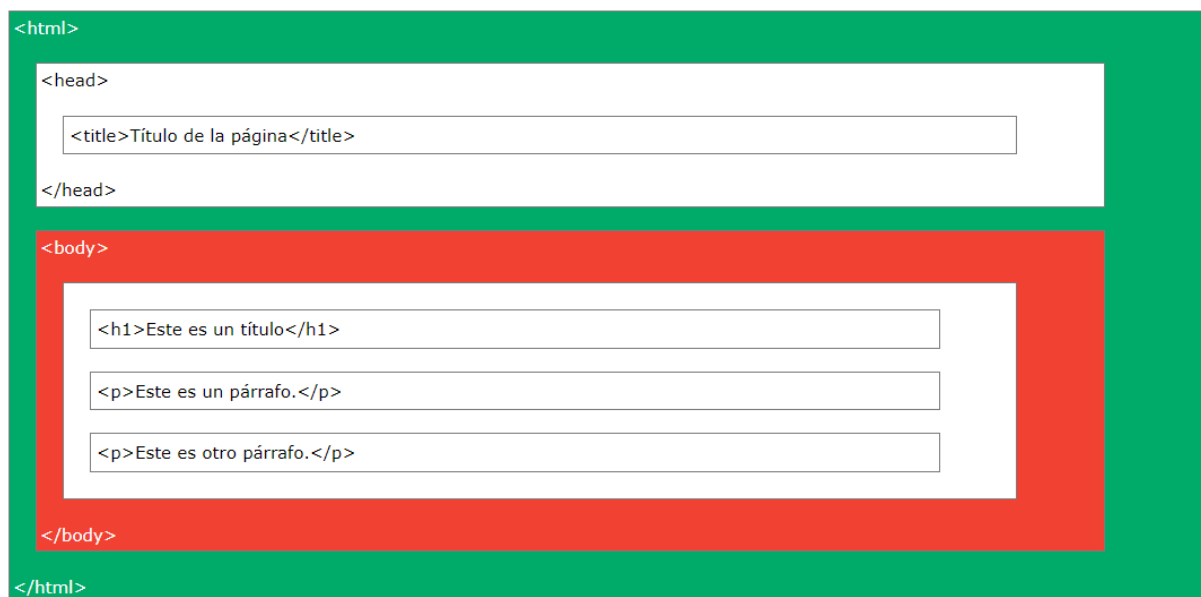 <html>
<head>
<title>Título de la página</title>
</head>
<body>
<h1>Este es un título</h1>
<p>Este es un párrafo.</p>
<p>Este es otro párrafo.</p>
</body>
</html>